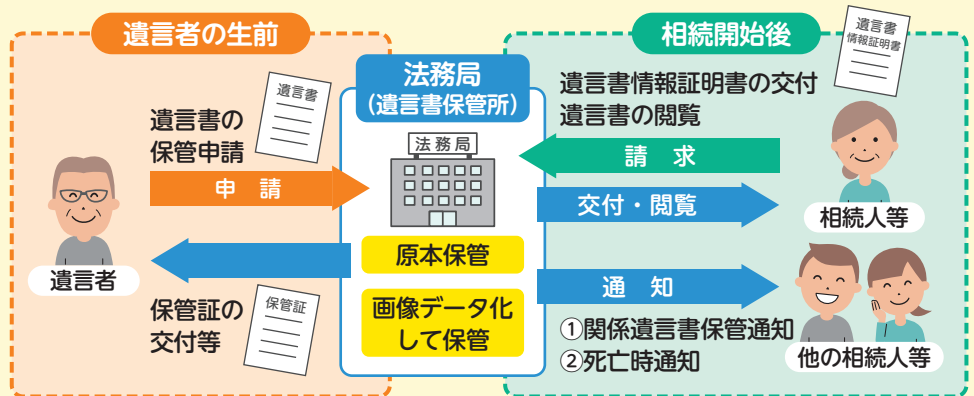 遺言者の生前
遺言書
遺言書の
保管申請
申 請
遺言者
保管証の
交付等
保管証
法務局
(遺言書保管所)
法務局
原本保管
画像データ化
して保管
相続開始後
遺言書
情報証明書
遺言書情報証明書の交付
遺言書の閲覧
請 求
交付・閲覧
相続人等
通 知
①関係遺言書保管通知
②死亡時通知
他の相続人等